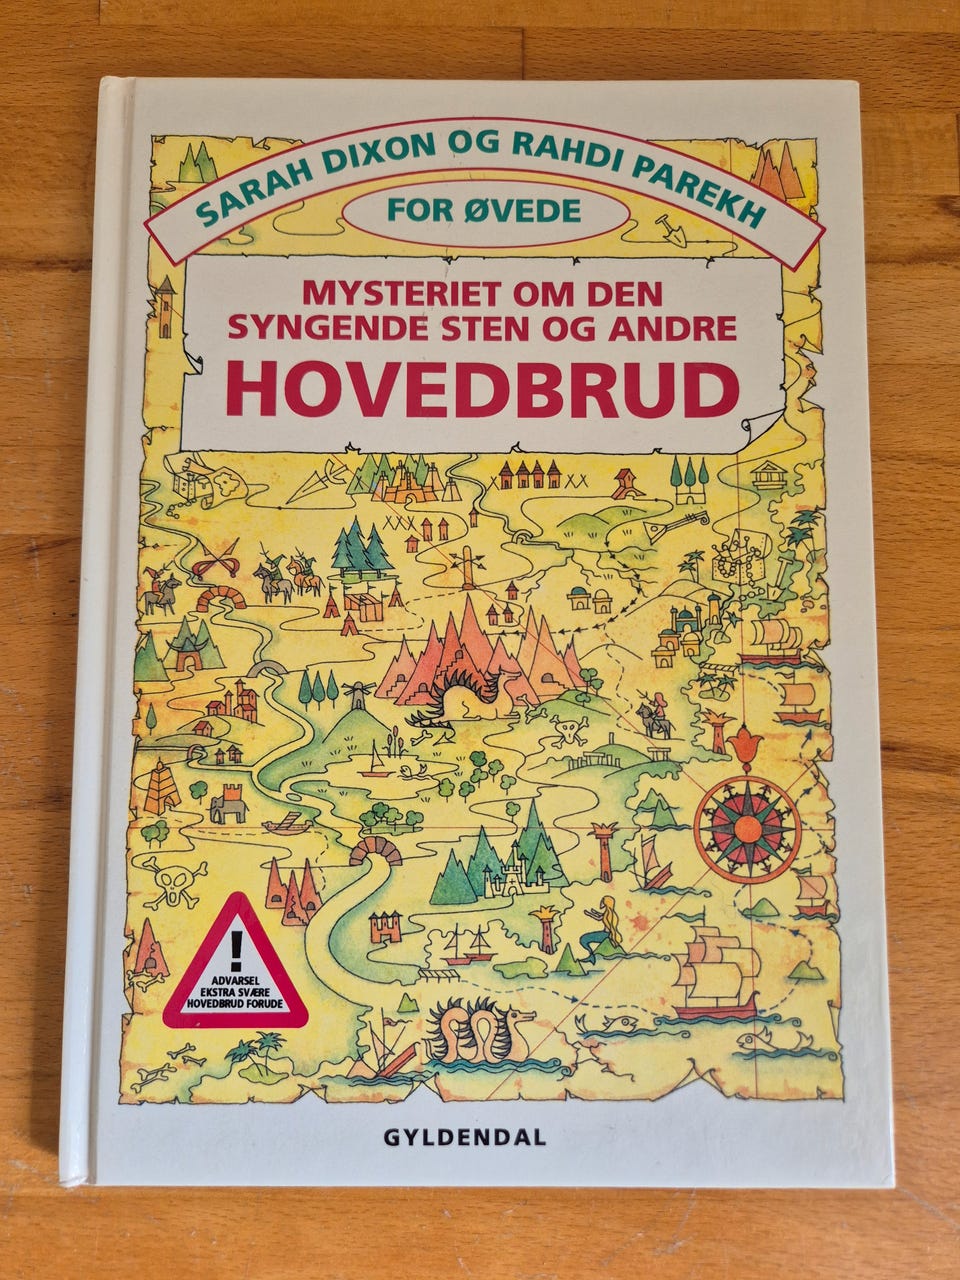 SARAH DIXON OG RAHDI PAREKH
FOR ØVEDE
MYSTERIET OM DEN
SYNGENDE STEN OG ANDRE
HOVEDBRUD
!
ADVARSEL
EKSTRA SVÆRE
HOVEDBRUD FORUDE
GYLDENDAL